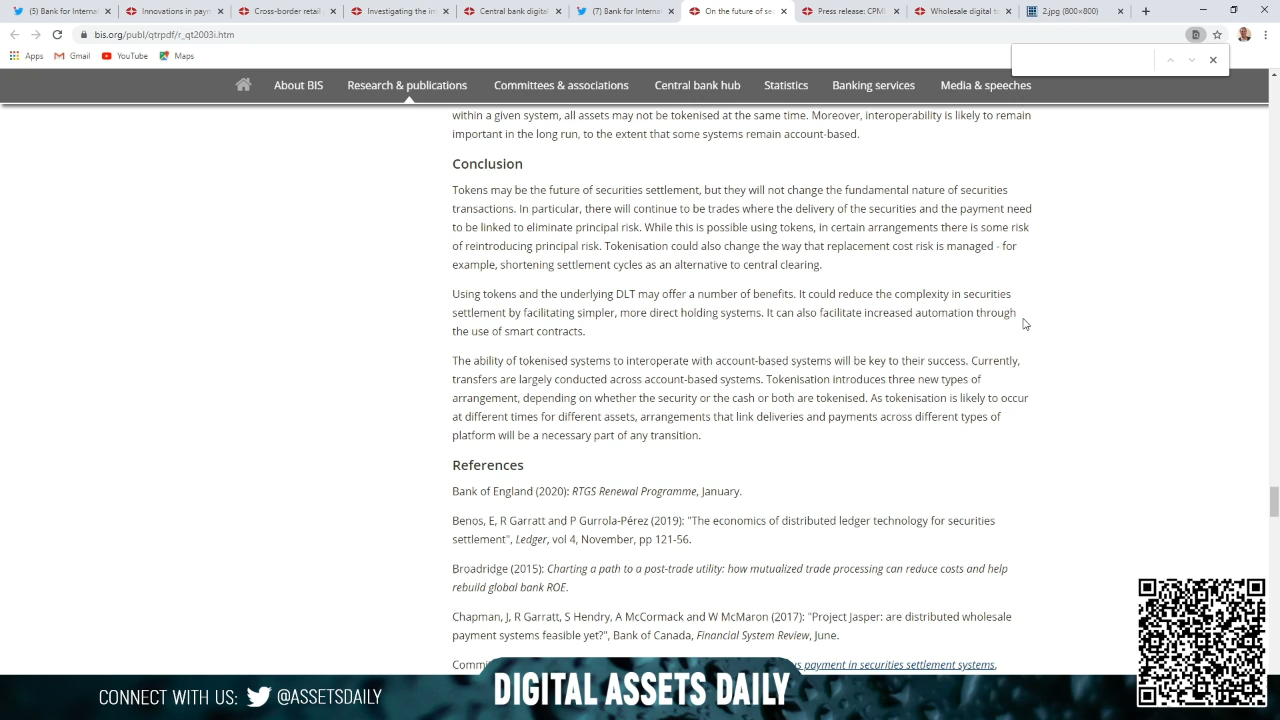 (5) Bank for Interna
Innovations in paym
Cross-border retail
Investigating the im
Central bank digital
(7) Bank for Interna
On the future of sec
Press release: CPMI
Wholesale digital to
2.jpg (800×800)
bis.org/publ/qtrpdf/r_qt2003i.htm
Apps
Gmail
YouTube
Maps
About BIS
Research & publications
Committees & associations
Central bank hub
Statistics
Banking services
Media & speeches
within a given system, all assets may not be tokenised at the same time. Moreover, interoperability is likely to remain
important in the long run, to the extent that some systems remain account-based.
Conclusion
Tokens may be the future of securities settlement, but they will not change the fundamental nature of securities
transactions. In particular, there will continue to be trades where the delivery of the securities and the payment need
to be linked to eliminate principal risk. While this is possible using tokens, in certain arrangements there is some risk
of reintroducing principal risk. Tokenisation could also change the way that replacement cost risk is managed - for
example, shortening settlement cycles as an alternative to central clearing.
Using tokens and the underlying DLT may offer a number of benefits. It could reduce the complexity in securities
settlement by facilitating simpler, more direct holding systems. It can also facilitate increased automation through
the use of smart contracts.
The ability of tokenised systems to interoperate with account-based systems will be key to their success. Currently,
transfers are largely conducted across account-based systems. Tokenisation introduces three new types of
arrangement, depending on whether the security or the cash or both are tokenised. As tokenisation is likely to occur
at different times for different assets, arrangements that link deliveries and payments across different types of
platform will be a necessary part of any transition.
References
Bank of England (2020): RTGS Renewal Programme, January.
Benos, E, R Garratt and P Gurrola-Pérez (2019): "The economics of distributed ledger technology for securities
settlement", Ledger, vol 4, November, pp 121-56.
Broadridge (2015): Charting a path to a post-trade utility: how mutualized trade processing can reduce costs and help
rebuild global bank ROE.
Chapman, J, R Garratt, S Hendry, A McCormack and W McMaron (2017): "Project Jasper: are distributed wholesale
payment systems feasible yet?", Bank of Canada, Financial System Review, June.
payment in securities settlement systems,
CONNECT WITH US: @ASSETSDAILY
DIGITAL ASSETS DAILY